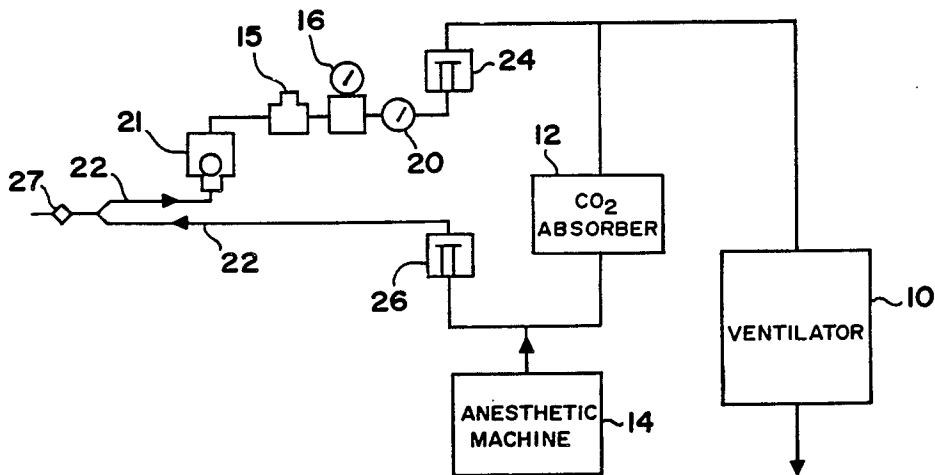 16
15
24
21
20
12
27
22
CO2
ABSORBER
22
26
10
VENTILATOR
ANESTHETIC
MACHINE
14